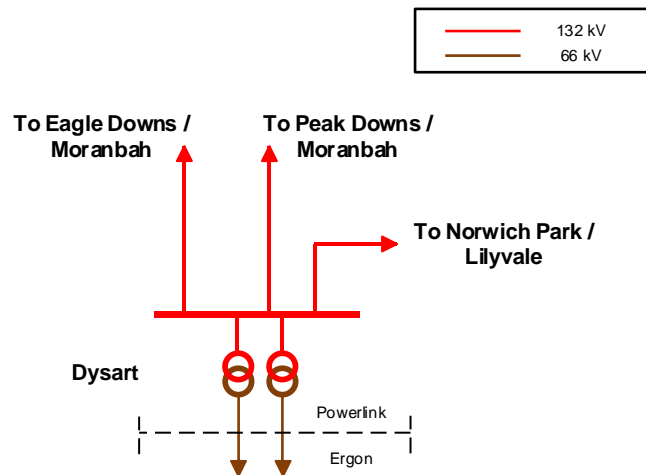 132 kV
66 kV
To Eagle Downs /
Moranbah
To Peak Downs /
Moranbah
To Norwich Park /
Lilyvale
Dysart
Powerlink
Ergon